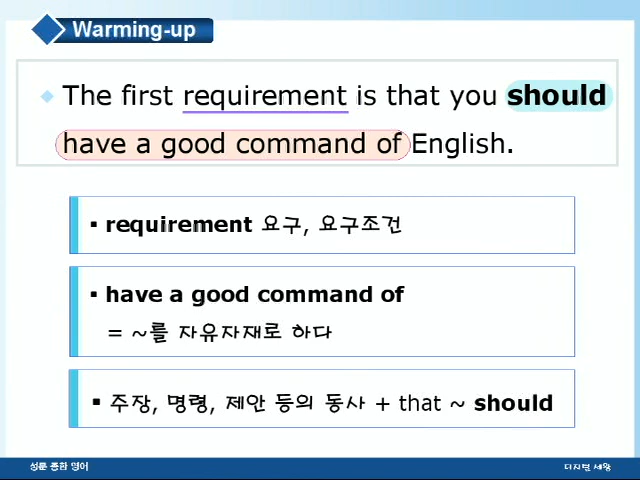 Warming-up
The first requirement is that you should
have a good command of English.
▪ requirement 요구, 요구조건
▪ have a good command of
= ~를 자유자재로 하다
▪ 주장, 명령, 제안 등의 동사 + that ~ should
성문 종합 영어
디지털 세팡